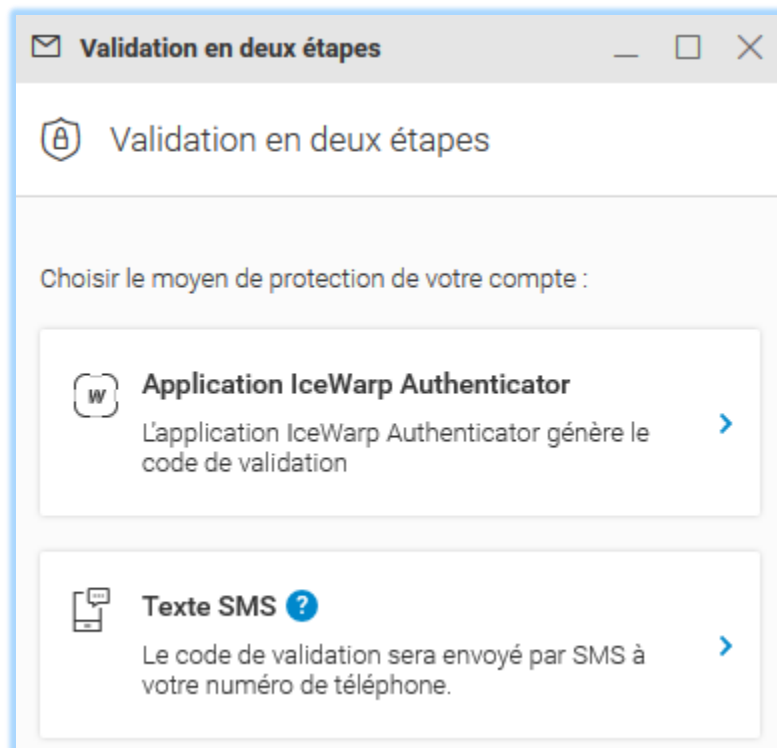 Validation en deux étapes
Validation en deux étapes
Choisir le moyen de protection de votre compte :
W
Application IceWarp Authenticator
L'application IceWarp Authenticator génère le
code de validation
Texte SMS ?
Le code de validation sera envoyé par SMS à
votre numéro de téléphone.